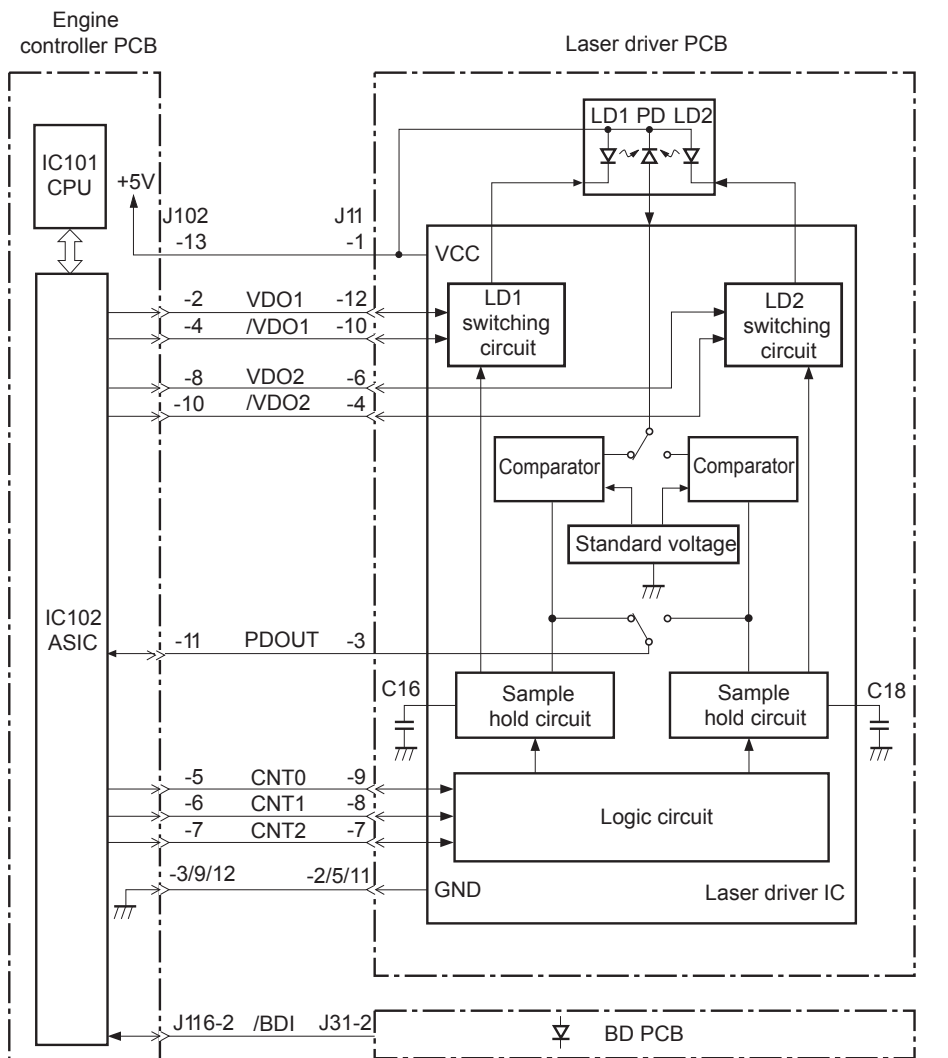 Engine
controller PCB
Laser driver PCB
LD1 PD LD2
IC101
CPU
+5V
J102
J11
-13
-1
VCC
-2 VDO1 -12
-4 /VDO1 -10
LD1
switching
circuit
LD2
switching
circuit
-8 VDO2 -6
-10 /VDO2 -4
Comparator
Comparator
Standard voltage
IC102
ASIC
-11 PDOUT -3
C16
Sample
hold circuit
Sample
hold circuit
C18
-5 CNT0 -9
-6 CNT1 -8
-7 CNT2 -7
Logic circuit
-3/9/12 -2/5/11
GND
Laser driver IC
J116-2 /BDI J31-2
BD PCB